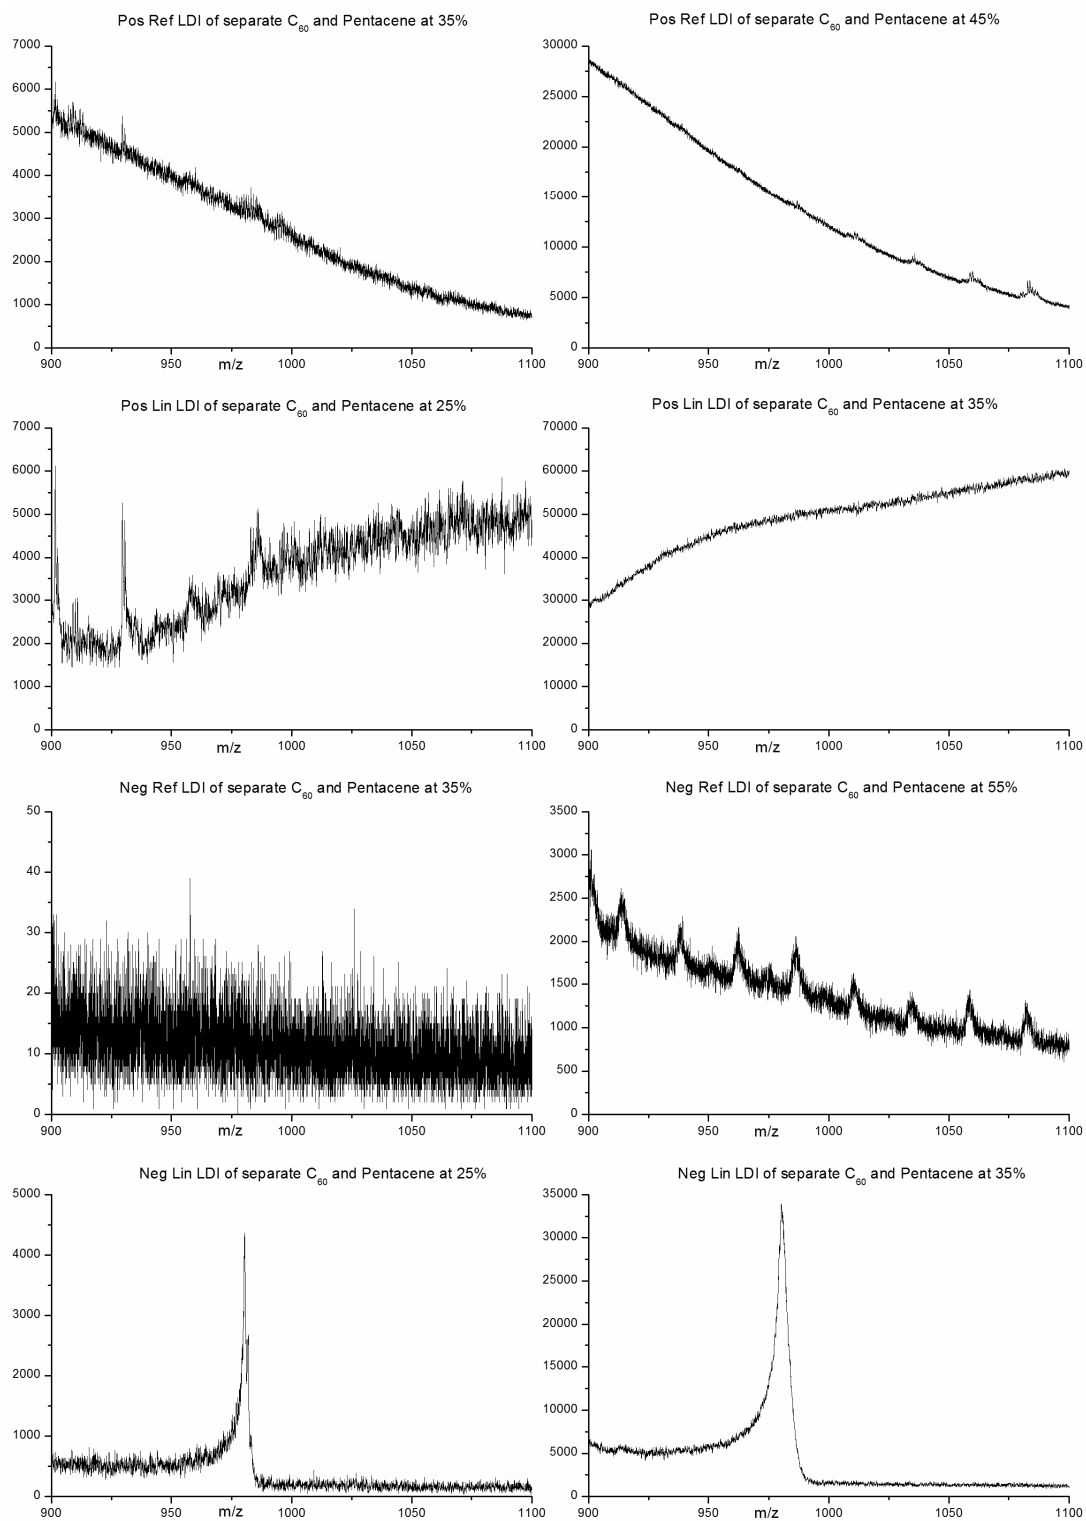 Pos Ref LDI of separate C60 and Pentacene at 35%
7000
6000
5000
4000
3000
2000
1000
0
900 950 1000 1050 1100
m/z
Pos Ref LDI of separate C60 and Pentacene at 45%
30000
25000
20000
15000
10000
5000
0
900 950 1000 1050 1100
m/z
Pos Lin LDI of separate C60 and Pentacene at 25%
7000
6000
5000
4000
3000
2000
1000
0
900 950 1000 1050 1100
m/z
Pos Lin LDI of separate C60 and Pentacene at 35%
70000
60000
50000
40000
30000
20000
10000
0
900 950 1000 1050 1100
m/z
Neg Ref LDI of separate C60 and Pentacene at 35%
50
40
30
20
10
0
900 950 1000 1050 1100
m/z
Neg Ref LDI of separate C60 and Pentacene at 55%
3500
3000
2500
2000
1500
1000
500
0
900 950 1000 1050 1100
m/z
Neg Lin LDI of separate C60 and Pentacene at 25%
5000
4000
3000
2000
1000
0
900 950 1000 1050 1100
m/z
Neg Lin LDI of separate C60 and Pentacene at 35%
35000
30000
25000
20000
15000
10000
5000
0
900 950 1000 1050 1100
m/z